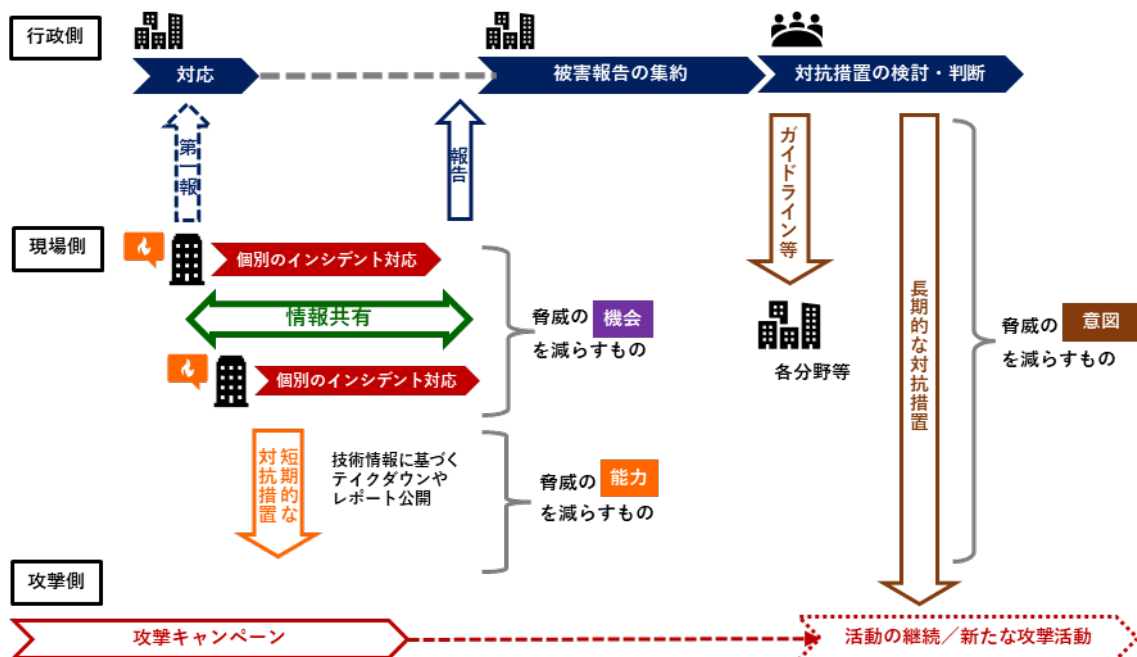 行政側
対応
被害報告の集約
対抗措置の検討・判断
第一報
報告
ガイドライン等
長期的な対抗措置
現場側
個別のインシデント対応
情報共有
個別のインシデント対応
脅威の 機会
を減らすもの
各分野等
脅威の 意図
を減らすもの
短期的な
対抗措置
技術情報に基づく
テイクダウンや
レポート公開
脅威の 能力
を減らすもの
攻撃側
攻撃キャンペーン
活動の継続／新たな攻撃活動